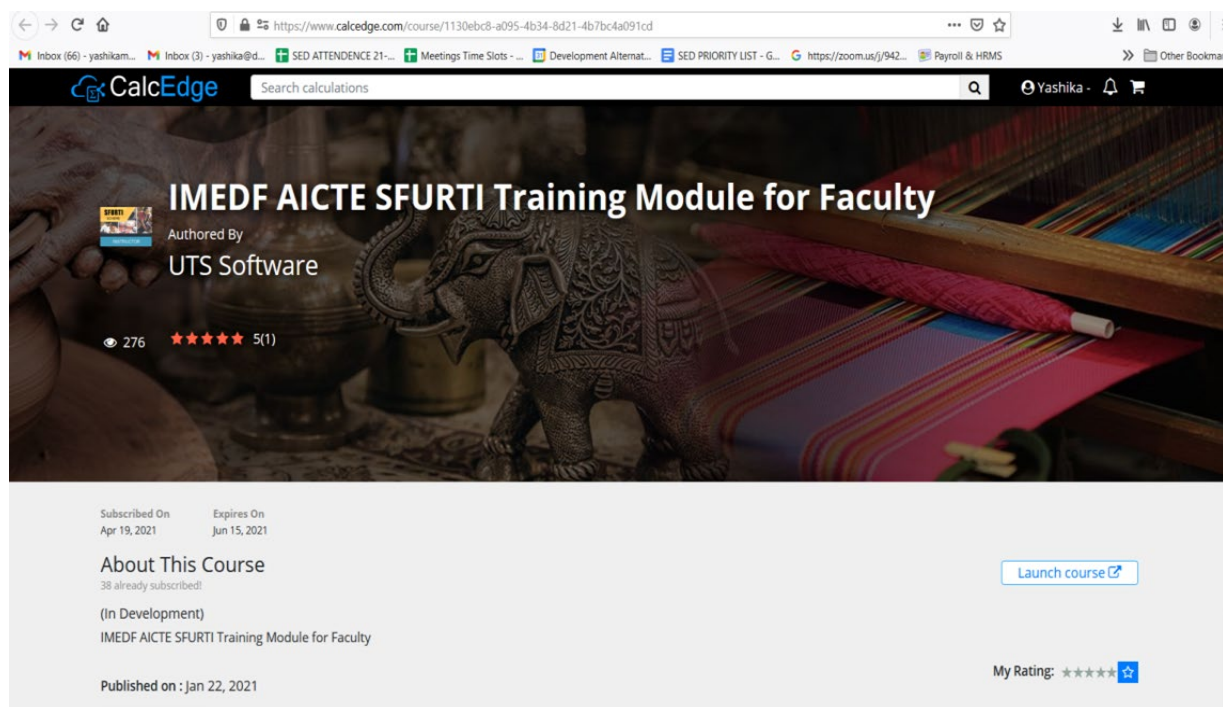 https://www.calcedge.com/course/1130ebc8-a095-4b34-8d21-4b7bc4a091cd
Inbox (66) - yashikam... Inbox (3) - yashika@d... SED ATTENDENCE 21-... Meetings Time Slots - ... Development Alternat... SED PRIORITY LIST - G... https://zoom.us/j/942... Payroll & HRMS Other Bookma
CalcEdge Search calculations Yashika -
IMEDF AICTE SFURTI Training Module for Faculty
SFURTI
Authored By
UTS Software
276 5(1)
Subscribed On Expires On
Apr 19, 2021 Jun 15, 2021
About This Course
38 already subscribed!
Launch course
(In Development)
IMEDF AICTE SFURTI Training Module for Faculty
My Rating:
Published on : Jan 22, 2021